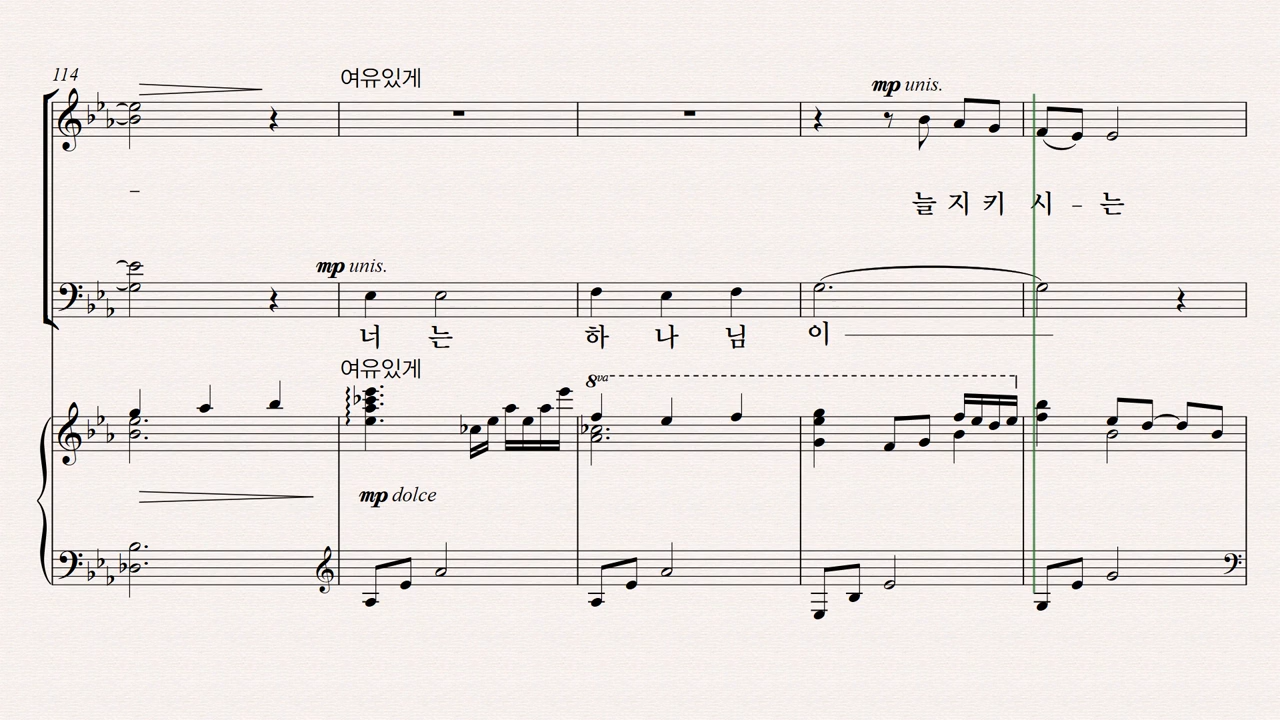 114
여유있게
mp unis.
늘 지 키 시 - 는
mp unis.
너 는 하 나 님 이
여유있게
8va
mp dolce